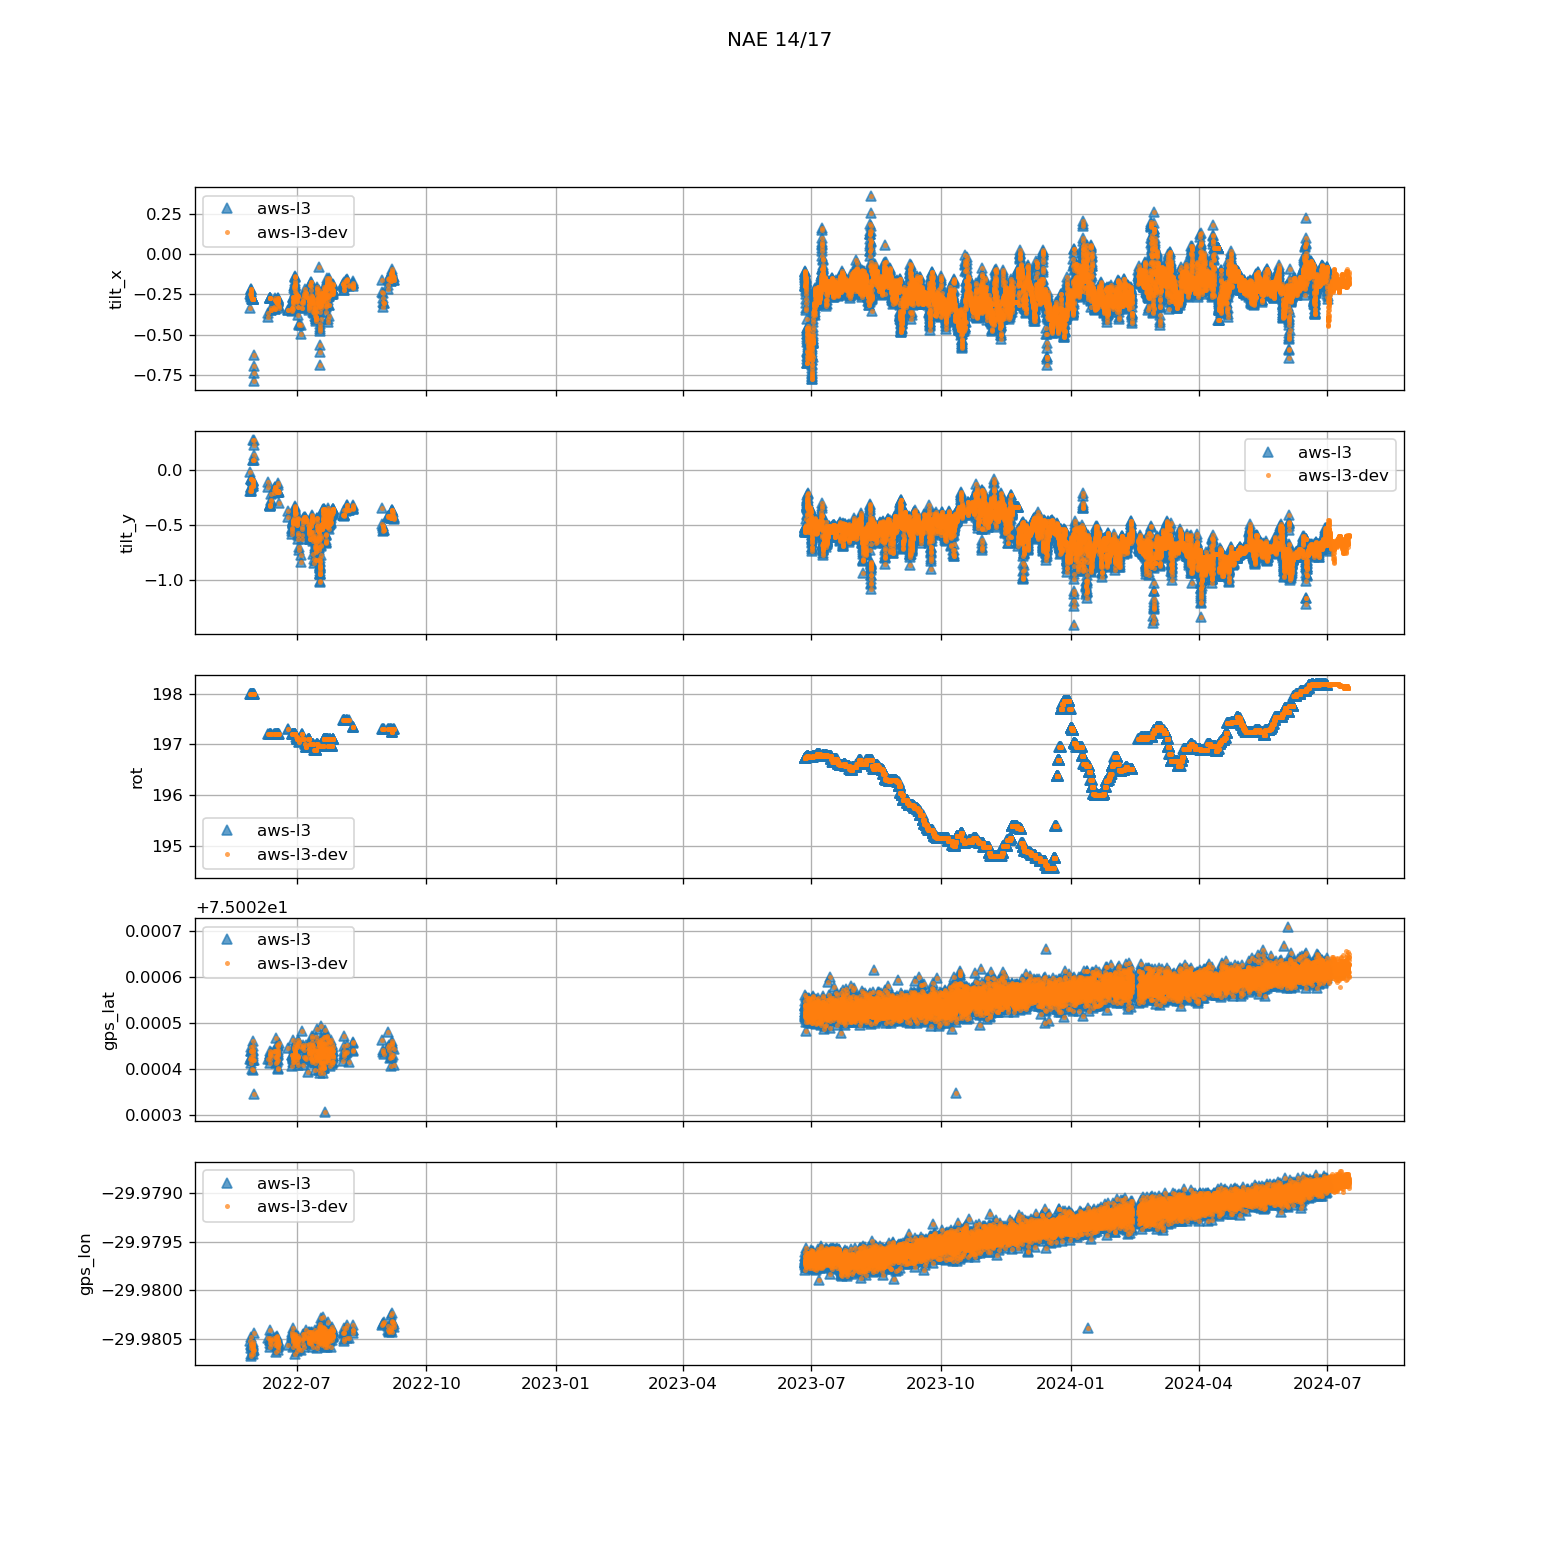 NAE 14/17
0.25
0.00
−0.25
−0.50
−0.75
tilt_x
aws-l3
aws-l3-dev
0.0
−0.5
−1.0
tilt_y
aws-l3
aws-l3-dev
198
197
196
195
rot
aws-l3
aws-l3-dev
+7.5002e1
0.0007
0.0006
0.0005
0.0004
0.0003
gps_lat
aws-l3
aws-l3-dev
−29.9790
−29.9795
−29.9800
−29.9805
gps_lon
aws-l3
aws-l3-dev
2022-07 2022-10 2023-01 2023-04 2023-07 2023-10 2024-01 2024-04 2024-07